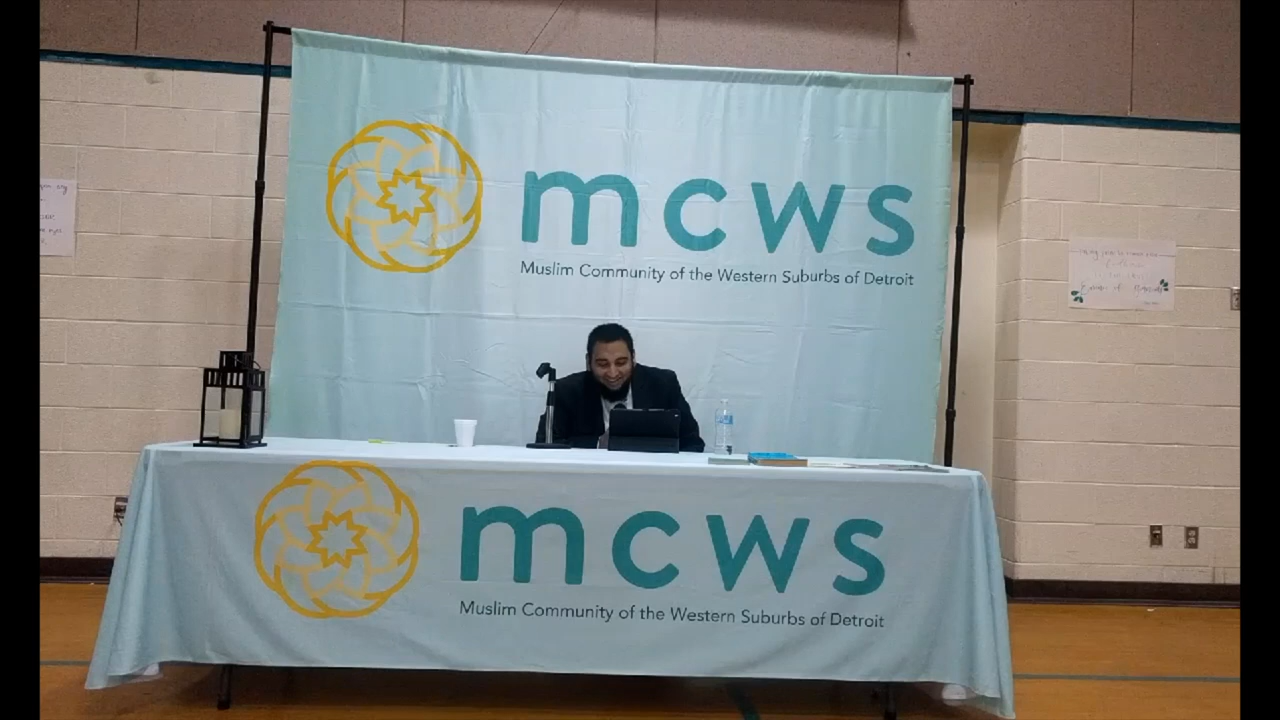 mcws
Muslim Community of the Western Suburbs of Detroit
mcws
Muslim Community of the Western Suburbs of Detroit